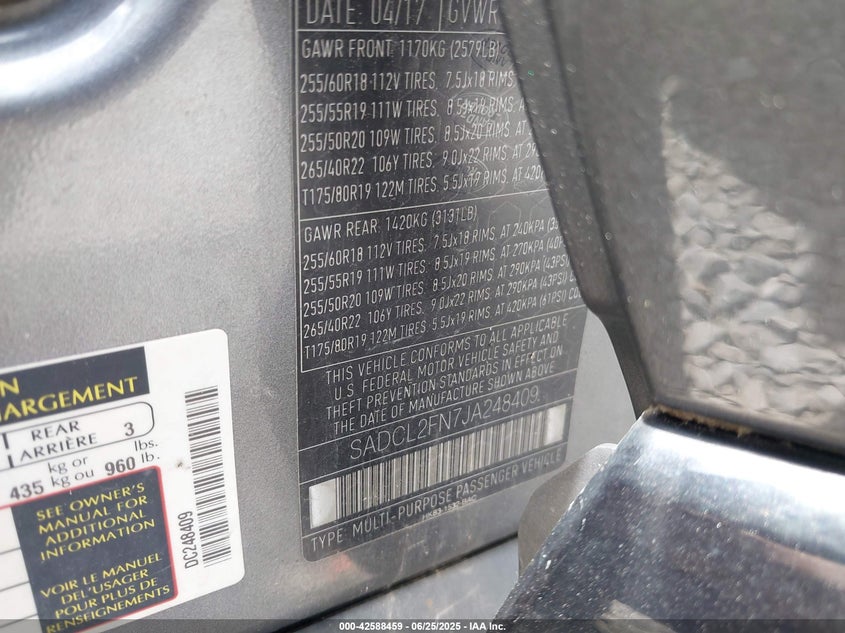 DATE: 04/17 GVWR
GAWR FRONT: 1170KG (2579LB)
255/60R18 112V TIRES, 7.5Jx18 RIMS
255/55R19 111W TIRES, 8.5Jx19 RIMS,
255/50R20 109W TIRES, 8.5Jx20 RIMS, AT
265/40R22 106Y TIRES, 9.0Jx22 RIMS, AT
T175/80R19 122M TIRES, 5.5Jx19 RIMS, AT 420
GAWR REAR: 1420KG (3131LB)
255/60R18 112V TIRES, 7.5Jx18 RIMS, AT 240KPA
255/55R19 111W TIRES, 8.5Jx19 RIMS, AT 270KPA
255/50R20 109W TIRES, 8.5Jx20 RIMS, AT 290KPA (43PSI)
265/40R22 106Y TIRES, 9.0Jx22 RIMS, AT 290KPA (43PSI)
T175/80R19 122M TIRES, 5.5Jx19 RIMS, AT 420KPA (61PSI)
THIS VEHICLE CONFORMS TO ALL APPLICABLE
U.S. FEDERAL MOTOR VEHICLE SAFETY AND
THEFT PREVENTION STANDARDS IN EFFECT ON
THE DATE OF MANUFACTURE SHOWN ABOVE
SADCL2FN7JA248409
TYPE: MULTI-PURPOSE PASSENGER VEHICLE
REAR
ARRIÈRE 3
435 kg or kg ou 960 lbs. lb.
SEE OWNER'S
MANUAL FOR
ADDITIONAL
INFORMATION
VOIR LE MANUEL
DEL'USAGER
POUR PLUS DE
RENSEIGNEMENTS
DC248409
000-42588459 - 06/25/2025 - IAA Inc.